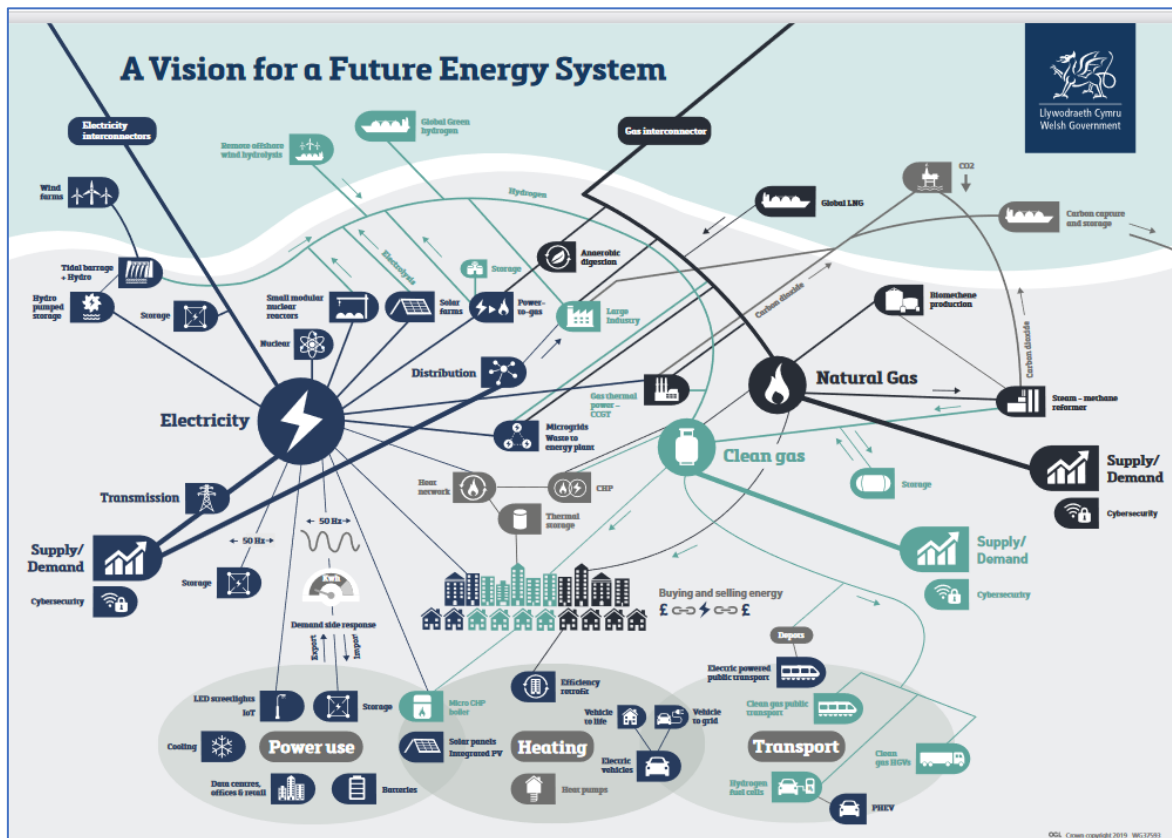 A Vision for a Future Energy System
Llywodraeth Cymru
Welsh Government
Electricity
interconnectors
Remote offshore
wind hydrolysis
Global Green
hydrogen
Gas interconnector
CO2
Wind
farms
Hydrogen
Global LNG
Carbon capture
and storage
Tidal barrage
+ Hydro
Electrolysis
Storage
Anaerobic
digestion
Carbon dioxide
Hydro
pumped
storage
Storage
Small modular
nuclear
reactors
Solar
farms
Power-
to-gas
Large
Industry
Biomethene
production
Carbon dioxide
Nuclear
Distribution
Natural Gas
Electricity
Gas thermal
power –
CCGT
Steam – methane
reformer
Microgrids
Waste to
energy plant
Clean gas
Supply/
Demand
Cybersecurity
Transmission
Heat
network
CHP
Storage
Thermal
storage
50 Hz
50 Hz
Supply/
Demand
Cybersecurity
Storage
Kwh
Supply/
Demand
Cybersecurity
Buying and selling energy
£ £
Demand side response
Export
Import
Depots
LED streetlights
IoT
Storage
Micro CHP
boiler
Efficiency
retrofit
Electric powered
public transport
Vehicle
to life
Vehicle
to grid
Clean gas public
transport
Cooling
Power use
Solar panels
Integrated PV
Heating
Electric
vehicles
Transport
Clean
gas HGVs
Data centres,
offices & retail
Batteries
Heat pumps
Hydrogen
fuel cells
PHEV
OGL Crown copyright 2019 WG37593